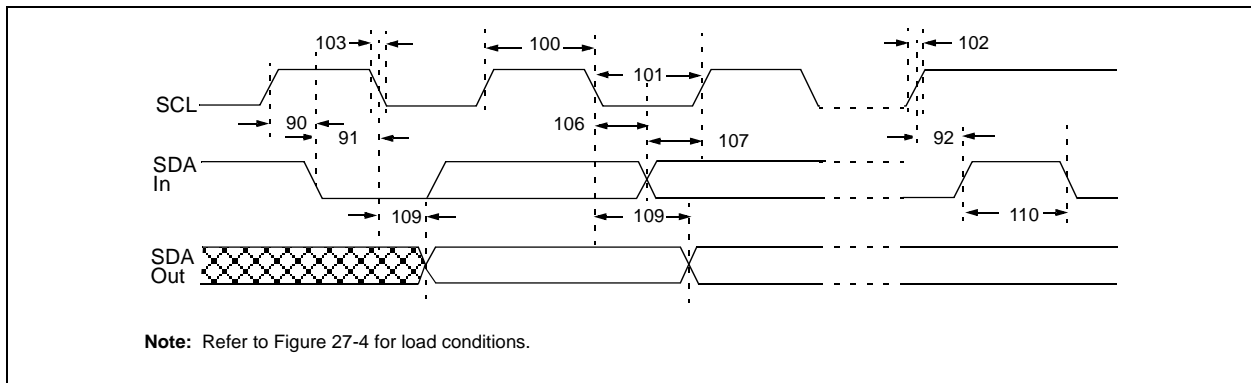 103
100
102
101
SCL
90
91
106
107
92
SDA
In
109
109
110
SDA
Out
Note: Refer to Figure 27-4 for load conditions.